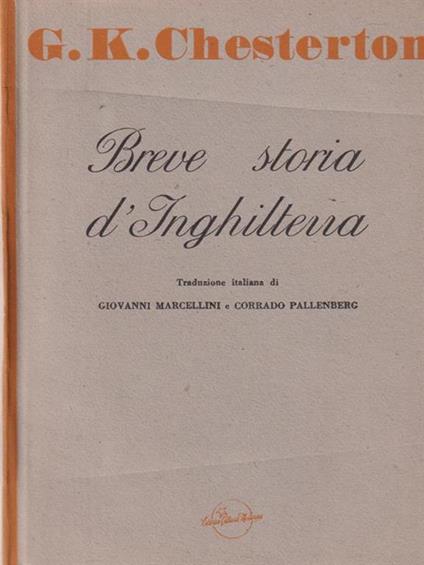 G. K. Chesterton
Breve storia
d'Inghilterra
Traduzione italiana di
GIOVANNI MARCELLINI e CORRADO PALLENBERG